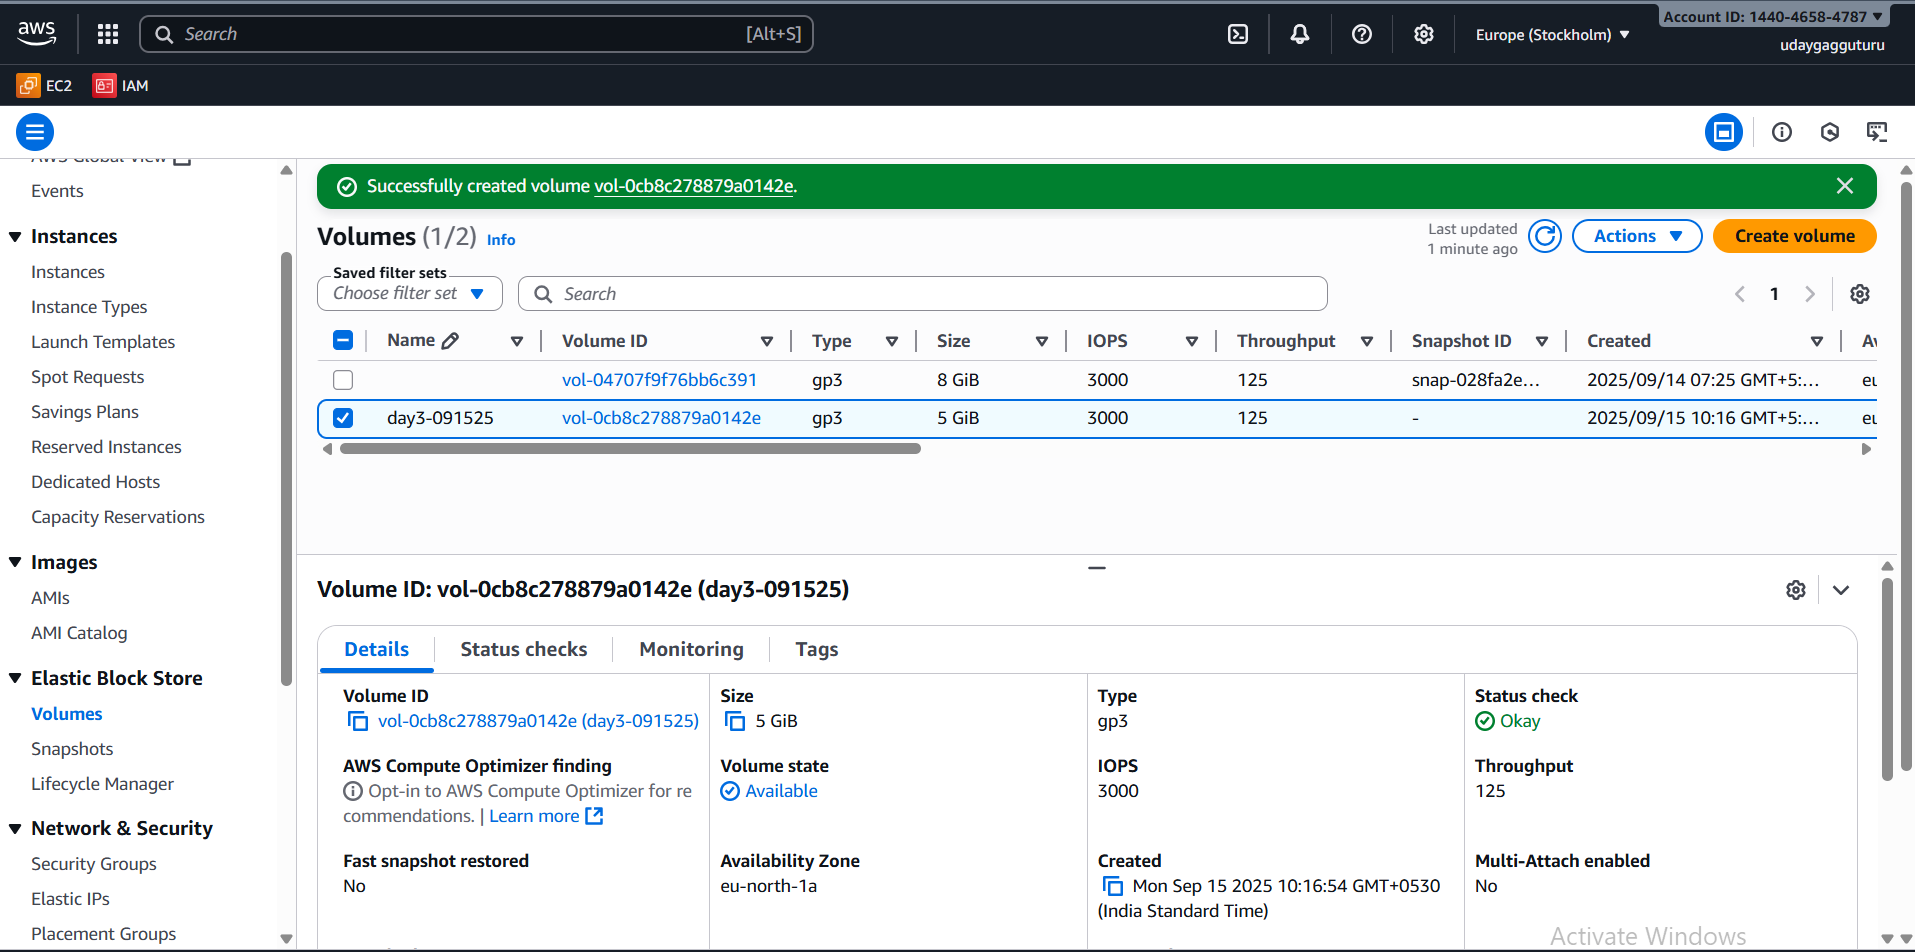 aws
Search [Alt+S]
Europe (Stockholm)
Account ID: 1440-4658-4787
udaygagguturu
EC2 IAM
AWS Global View
Events
Instances
Instances
Instance Types
Launch Templates
Spot Requests
Savings Plans
Reserved Instances
Dedicated Hosts
Capacity Reservations
Images
AMIs
AMI Catalog
Elastic Block Store
Volumes
Snapshots
Lifecycle Manager
Network & Security
Security Groups
Elastic IPs
Placement Groups
Successfully created volume vol-0cb8c278879a0142e.
Volumes (1/2) Info
Last updated
1 minute ago
Actions
Create volume
Saved filter sets
Choose filter set
Search
1
Name Volume ID Type Size IOPS Throughput Snapshot ID Created
vol-04707f9f76bb6c391 gp3 8 GiB 3000 125 snap-028fa2e... 2025/09/14 07:25 GMT+5:... eu
day3-091525 vol-0cb8c278879a0142e gp3 5 GiB 3000 125 - 2025/09/15 10:16 GMT+5:... eu
Volume ID: vol-0cb8c278879a0142e (day3-091525)
Details Status checks Monitoring Tags
Volume ID
vol-0cb8c278879a0142e (day3-091525)
Size
5 GiB
Type
gp3
Status check
Okay
AWS Compute Optimizer finding
Opt-in to AWS Compute Optimizer for re
commendations. | Learn more
Volume state
Available
IOPS
3000
Throughput
125
Fast snapshot restored
No
Availability Zone
eu-north-1a
Created
Mon Sep 15 2025 10:16:54 GMT+0530
(India Standard Time)
Multi-Attach enabled
No
Activate Windows